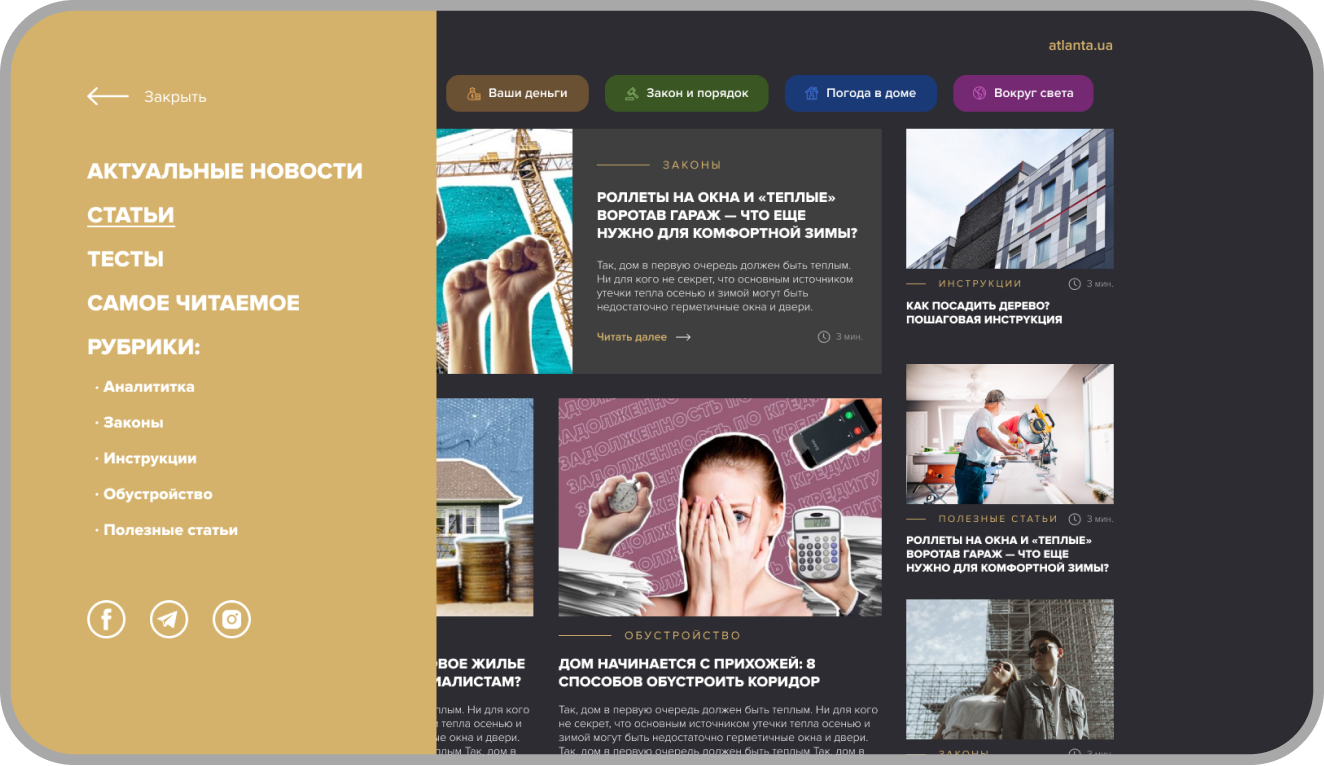 Закрыть
АКТУАЛЬНЫЕ НОВОСТИ
СТАТЬИ
ТЕСТЫ
САМОЕ ЧИТАЕМОЕ
РУБРИКИ:
· Аналититка
· Законы
· Инструкции
· Обустройство
· Полезные статьи
atlanta.ua
Ваши деньги
Закон и порядок
Погода в доме
Вокруг света
ЗАКОНЫ
РОЛЛЕТЫ НА ОКНА И «ТЕПЛЫЕ»
ВОРОТАВ ГАРАЖ — ЧТО ЕЩЕ
НУЖНО ДЛЯ КОМФОРТНОЙ ЗИМЫ?
Так, дом в первую очередь должен быть теплым.
Ни для кого не секрет, что основным источником
утечки тепла осенью и зимой могут быть
недостаточно герметичные окна и двери.
Читать далее
3 мин.
ИНСТРУКЦИИ
3 мин.
КАК ПОСАДИТЬ ДЕРЕВО?
ПОШАГОВАЯ ИНСТРУКЦИЯ
ПОЛЕЗНЫЕ СТАТЬИ
3 мин.
РОЛЛЕТЫ НА ОКНА И «ТЕПЛЫЕ»
ВОРОТАВ ГАРАЖ — ЧТО ЕЩЕ
НУЖНО ДЛЯ КОМФОРТНОЙ ЗИМЫ?
ЗАКОНЫ
3 мин.
ЗАДОЛЖЕННОСТЬ ПО КРЕДИТУ
ОВОЕ ЖИЛЬЕ
ИАЛИСТАМ?
плым. Ни для кого
и тепла осенью и
ые окна и двери.
плым Так, дом в
ОБУСТРОЙСТВО
ДОМ НАЧИНАЕТСЯ С ПРИХОЖЕЙ: 8
СПОСОБОВ ОБУСТРОИТЬ КОРИДОР
Так, дом в первую очередь должен быть теплым. Ни для кого
не секрет, что основным источником утечки тепла осенью и
зимой могут быть недостаточно герметичные окна и двери.
Так, дом в первую очередь должен быть теплым Так, дом в